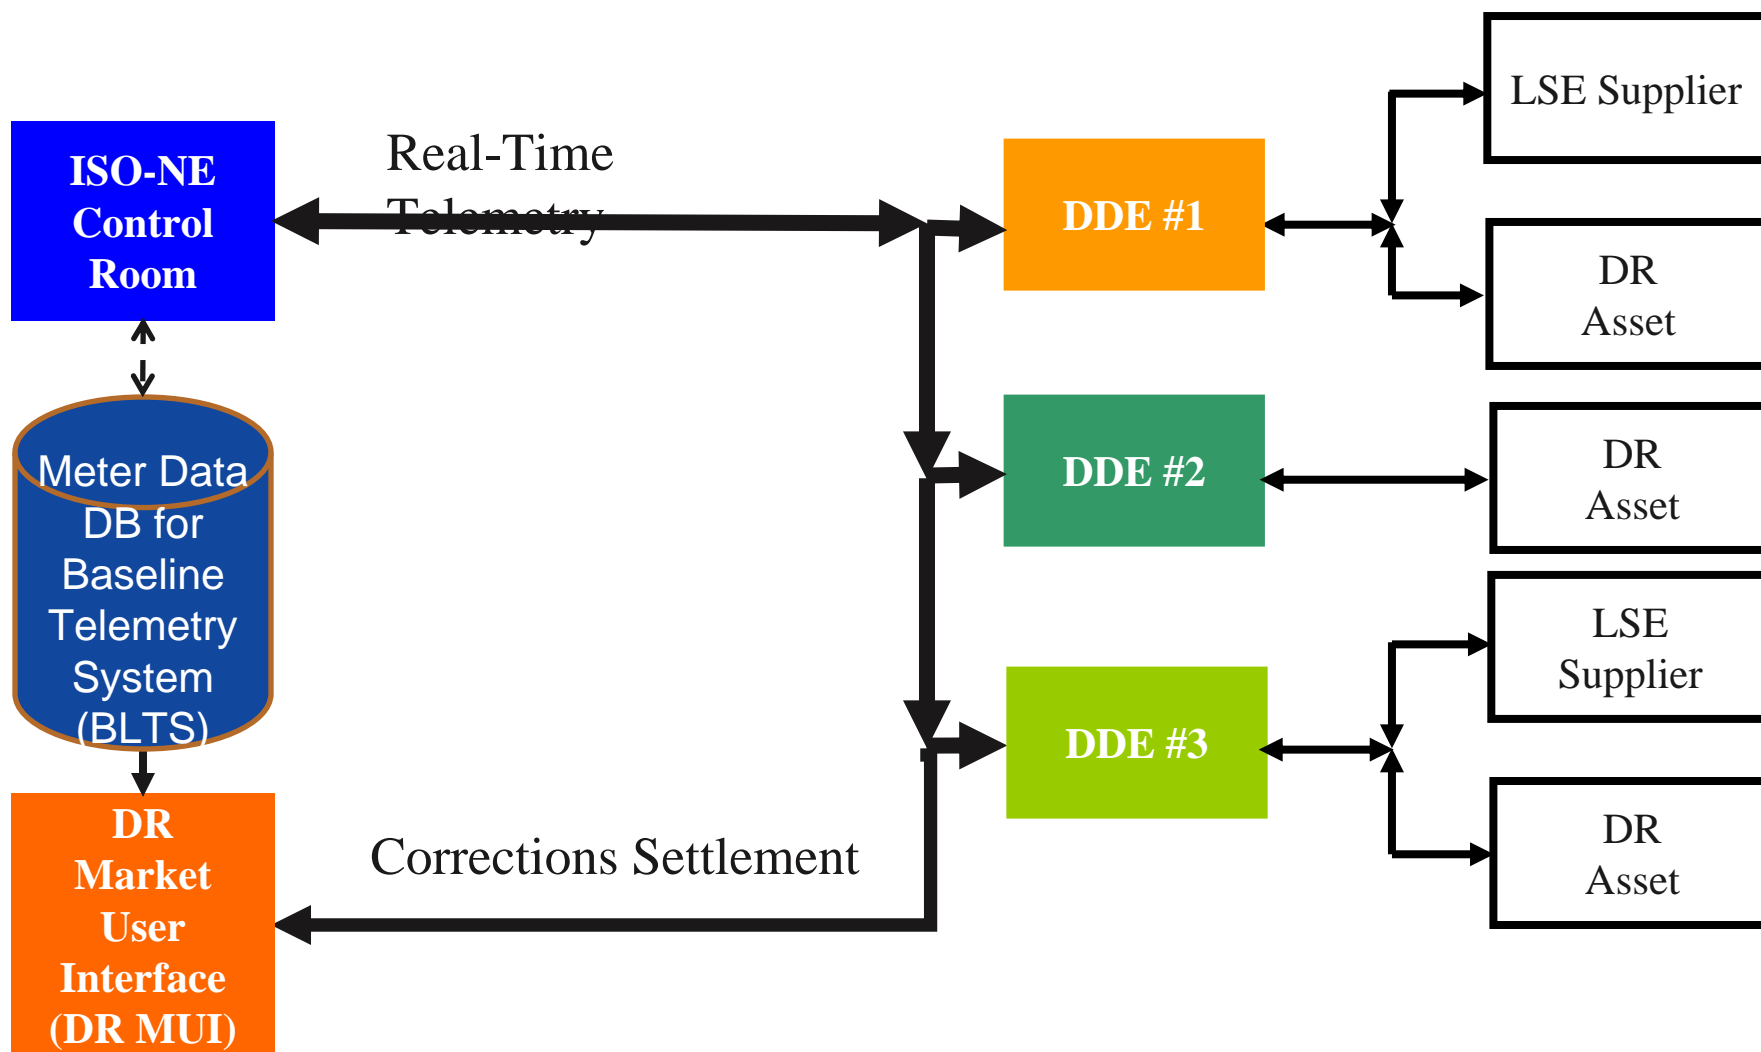 ISO-NE
Control
Room
Real-Time
Telemetry
DDE #1
LSE Supplier
DR
Asset
Meter Data
DB for
Baseline
Telemetry
System
(BLTS)
DDE #2
DR
Asset
DDE #3
LSE
Supplier
DR
Asset
DR
Market
User
Interface
(DR MUI)
Corrections Settlement